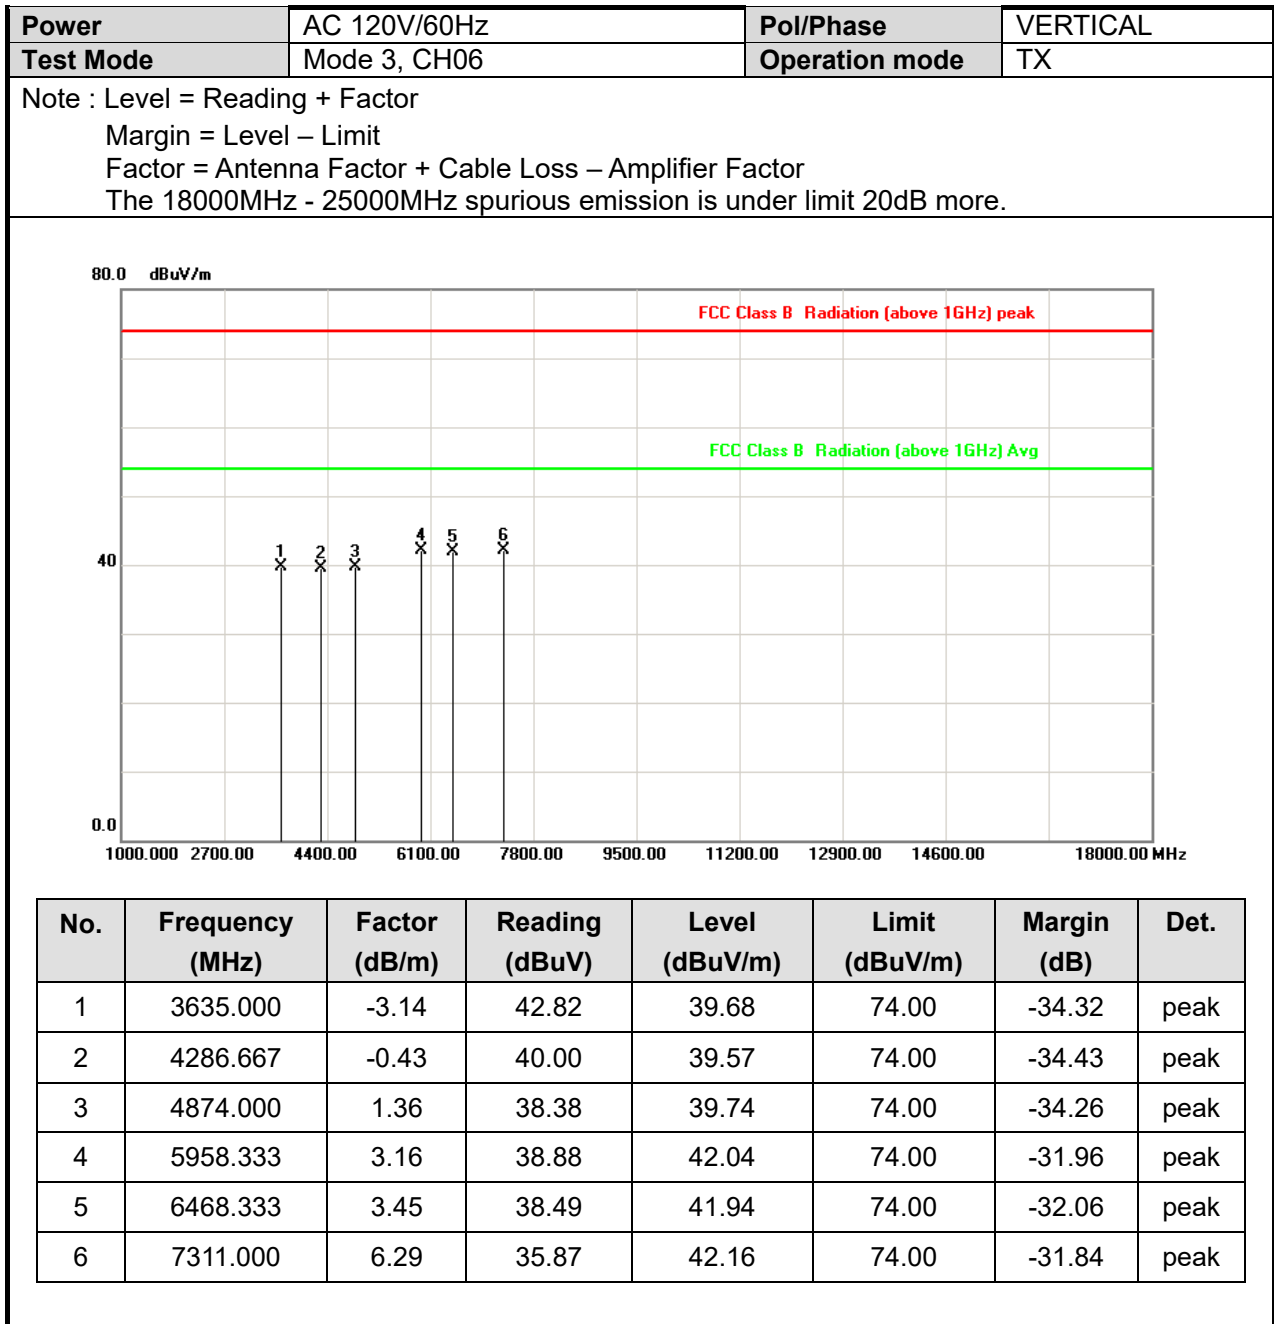 Power AC 120V/60Hz Pol/Phase VERTICAL
Test Mode Mode 3, CH06 Operation mode TX
Note : Level = Reading + Factor
Margin = Level – Limit
Factor = Antenna Factor + Cable Loss – Amplifier Factor
The 18000MHz - 25000MHz spurious emission is under limit 20dB more.
80.0 dBuV/m
FCC Class B Radiation (above 1GHz) peak
FCC Class B Radiation (above 1GHz) Avg
1 2 3 4 5 6
40
0.0
1000.000 2700.00 4400.00 6100.00 7800.00 9500.00 11200.00 12900.00 14600.00 18000.00 MHz
No. Frequency Factor Reading Level Limit Margin Det.
(MHz) (dB/m) (dBuV) (dBuV/m) (dBuV/m) (dB)
1 3635.000 -3.14 42.82 39.68 74.00 -34.32 peak
2 4286.667 -0.43 40.00 39.57 74.00 -34.43 peak
3 4874.000 1.36 38.38 39.74 74.00 -34.26 peak
4 5958.333 3.16 38.88 42.04 74.00 -31.96 peak
5 6468.333 3.45 38.49 41.94 74.00 -32.06 peak
6 7311.000 6.29 35.87 42.16 74.00 -31.84 peak